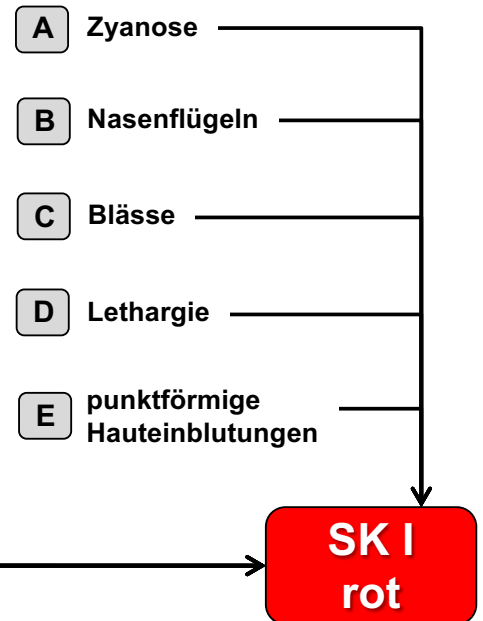 A Zyanose
B Nasenflügeln
C Blässe
D Lethargie
E punktförmige
Hauteinblutungen
SK I
rot